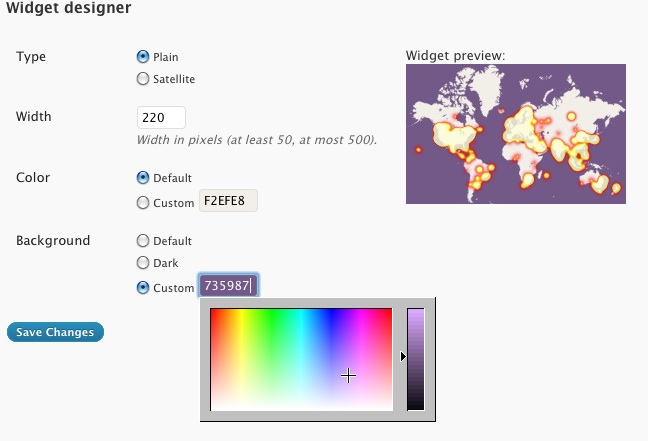 Widget designer
Type
Plain
Satellite
Widget preview:
Width
220
Width in pixels (at least 50, at most 500).
Color
Default
Custom F2EFE8
Background
Default
Dark
Custom 735987
Save Changes